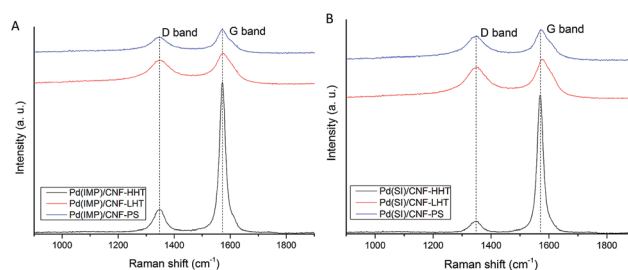 A
D band
G band
Intensity (a. u.)
Pd(IMP)/CNF-HHT
Pd(IMP)/CNF-LHT
Pd(IMP)/CNF-PS
1000
1200
1400
1600
1800
Raman shift (cm-1)
B
D band
G band
Intensity (a. u.)
Pd(SI)/CNF-HHT
Pd(SI)/CNF-LHT
Pd(SI)/CNF-PS
1000
1200
1400
1600
1800
Raman shift (cm-1)